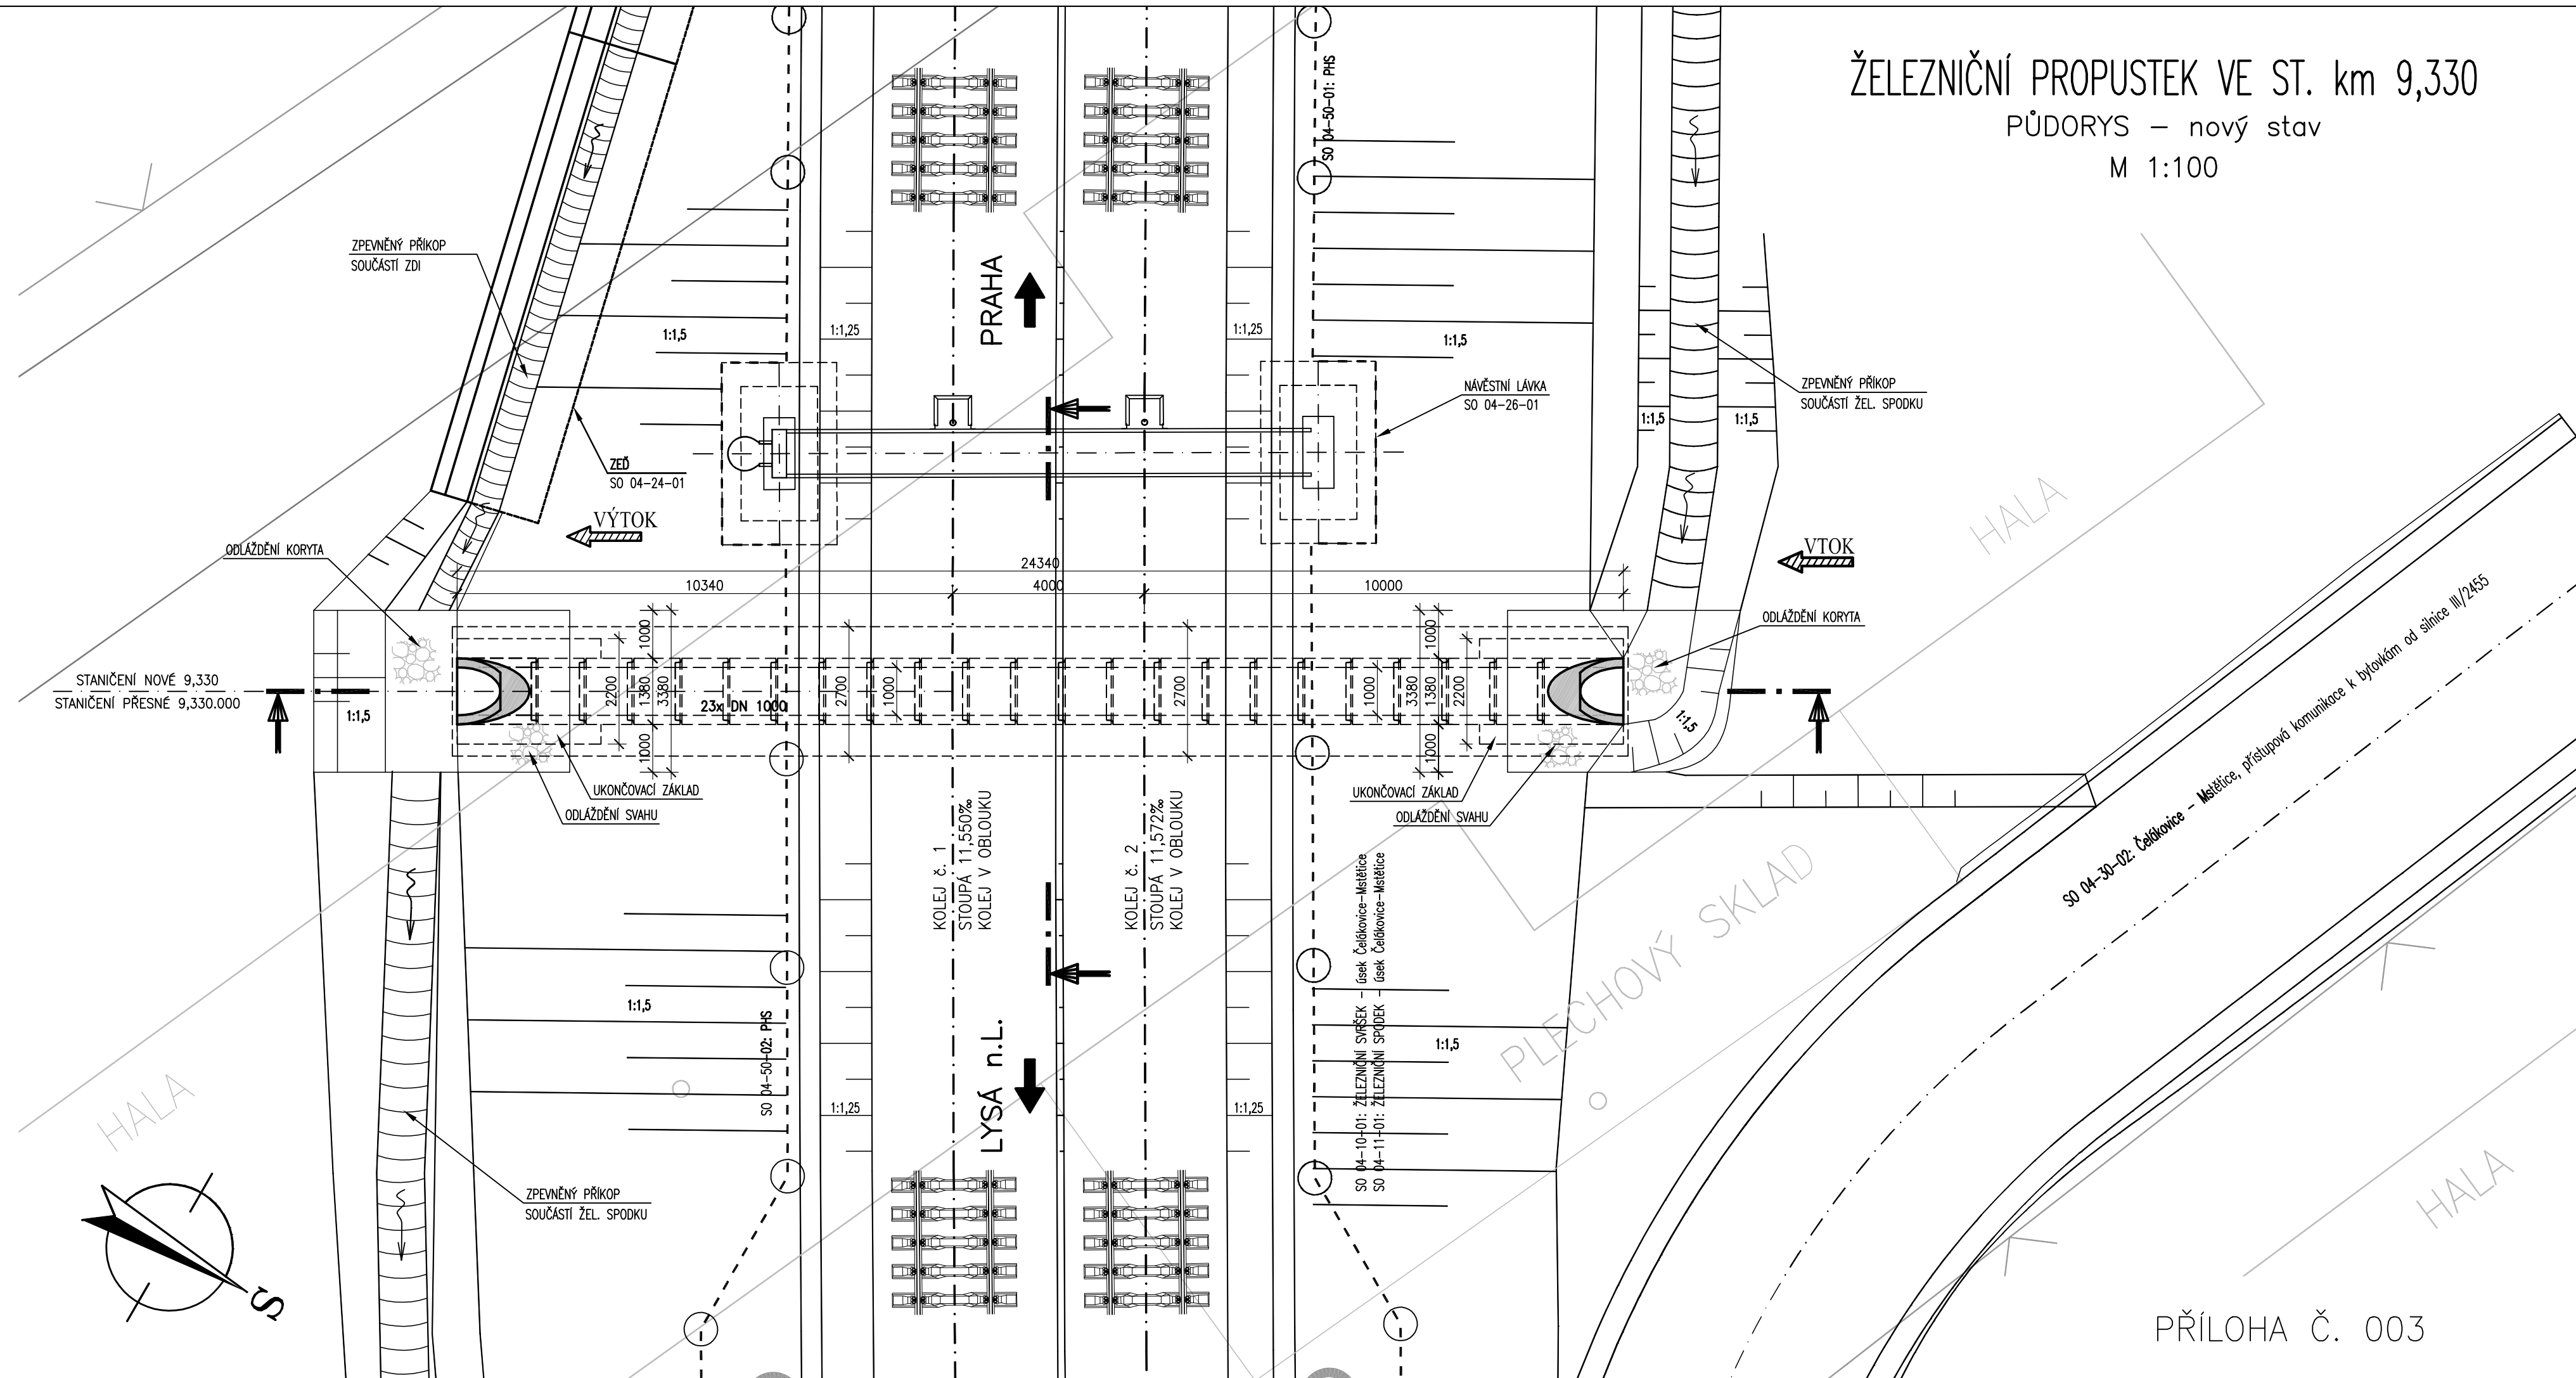 ŽELEZNIČNÍ PROPUSTEK VE ST. km 9,330
PŮDORYS – nový stav
M 1:100
SO 04-50-01: PHS
ZPEVNĚNÝ PŘÍKOP
SOUČÁSTÍ ZDI
PRAHA
1:1,5
1:1,25
1:1,25
1:1,5
NÁVĚSTNÍ LÁVKA
SO 04-26-01
ZPEVNĚNÝ PŘÍKOP
SOUČÁSTÍ ŽEL. SPODKU
1:1,5
1:1,5
ZEĎ
SO 04-24-01
VÝTOK
HALA
VTOK
ODLÁŽDĚNÍ KORYTA
24340
10340
4000
10000
SO 04-30-02: Čelákovice - Mstětice, přístupová komunikace k bytovkám od silnice III/2455
ODLÁŽDĚNÍ KORYTA
1000
1000
STANIČENÍ NOVÉ 9,330
STANIČENÍ PŘESNÉ 9,330.000
2200
1380
3380
2700
1000
2700
1000
3380
1380
2200
23x DN 1000
1:1,5
1:1,5
1000
1000
UKONČOVACÍ ZÁKLAD
ODLÁŽDĚNÍ SVAHU
UKONČOVACÍ ZÁKLAD
ODLÁŽDĚNÍ SVAHU
KOLEJ č. 1
STOUPÁ 11,550‰
KOLEJ V OBLOUKU
KOLEJ č. 2
STOUPÁ 11,572‰
KOLEJ V OBLOUKU
PLECHOVÝ SKLAD
SO 04-10-01: ŽELEZNIČNÍ SVRŠEK – úsek Čelákovice-Mstětice
SO 04-11-01: ŽELEZNIČNÍ SPODEK – úsek Čelákovice-Mstětice
1:1,5
SO 04-50-02: PHS
LYSÁ n.L.
1:1,5
1:1,25
1:1,25
HALA
HALA
ZPEVNĚNÝ PŘÍKOP
SOUČÁSTÍ ŽEL. SPODKU
S
PŘÍLOHA Č. 003